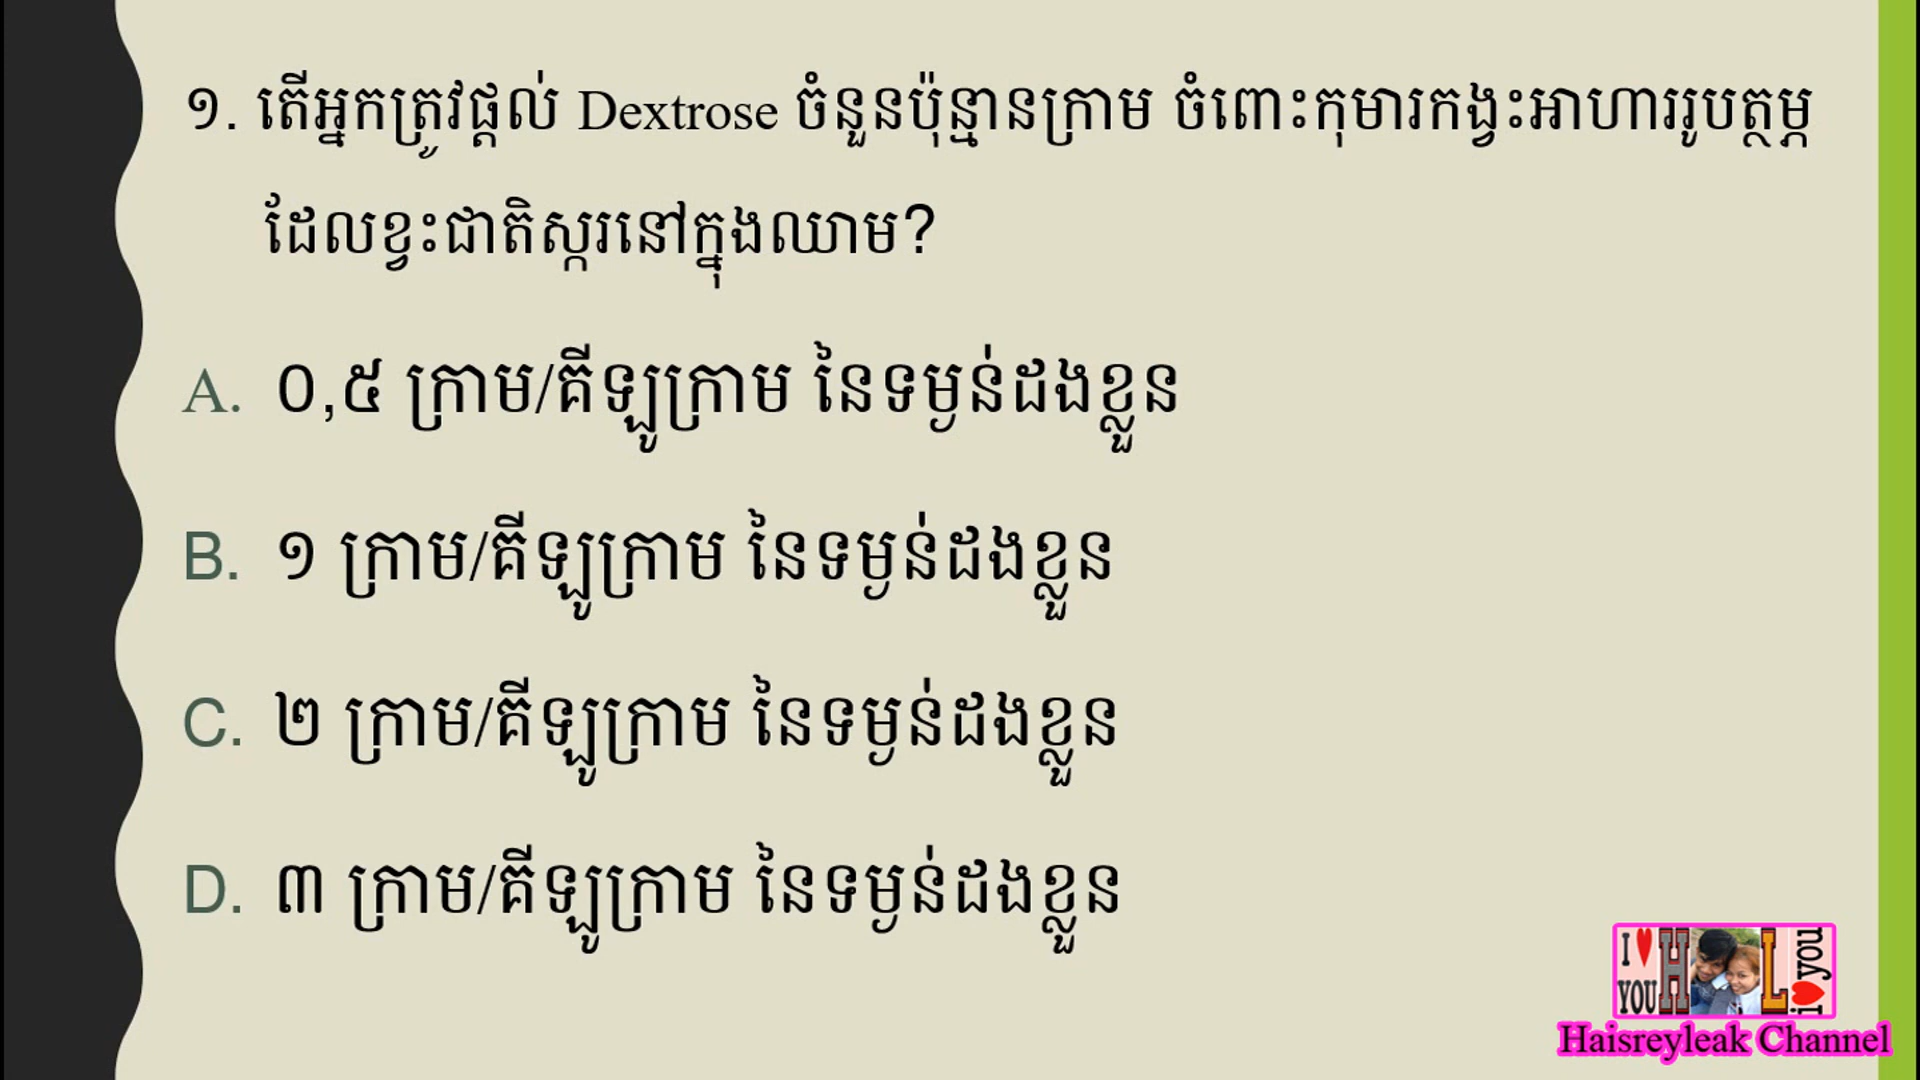 ១. តើអ្នកត្រូវផ្តល់ Dextrose ចំនួនប៉ុន្មានក្រាម ចំពោះកុមារកង្វះអាហាររូបត្ថម្ភ
ដែលខ្វះជាតិស្ករនៅក្នុងឈាម?
A. ០,៥ ក្រាម/គីឡូក្រាម នៃទម្ងន់ដងខ្លួន
B. ១ ក្រាម/គីឡូក្រាម នៃទម្ងន់ដងខ្លួន
C. ២ ក្រាម/គីឡូក្រាម នៃទម្ងន់ដងខ្លួន
D. ៣ ក្រាម/គីឡូក្រាម នៃទម្ងន់ដងខ្លួន
I ♥ YOU H L i ♥ you
Haisreyleak Channel